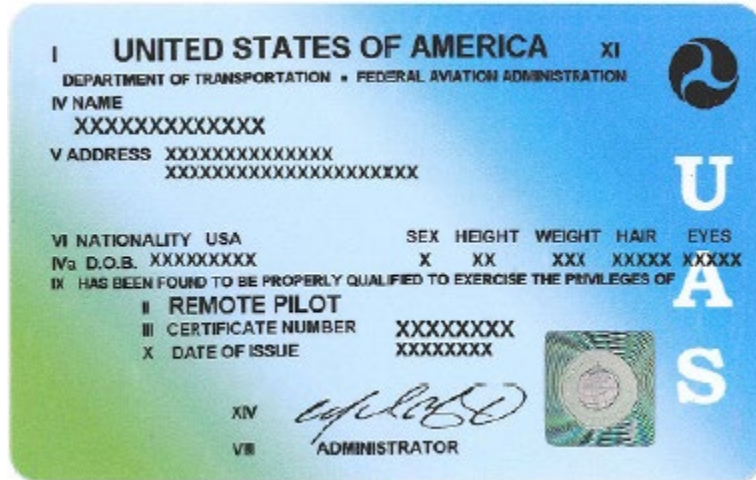 I UNITED STATES OF AMERICA XI
DEPARTMENT OF TRANSPORTATION • FEDERAL AVIATION ADMINISTRATION
IV NAME
XXXXXXXXXXXXX
V ADDRESS XXXXXXXXXXXXXX
XXXXXXXXXXXXXXXXXXXXX
VI NATIONALITY USA SEX HEIGHT WEIGHT HAIR EYES
IVa D.O.B. XXXXXXXXX X XX XXX XXXXX XXXXX
IX HAS BEEN FOUND TO BE PROPERLY QUALIFIED TO EXERCISE THE PRIVILEGES OF
II REMOTE PILOT
III CERTIFICATE NUMBER XXXXXXXX
X DATE OF ISSUE XXXXXXXX
XIV
VIII ADMINISTRATOR
UAS